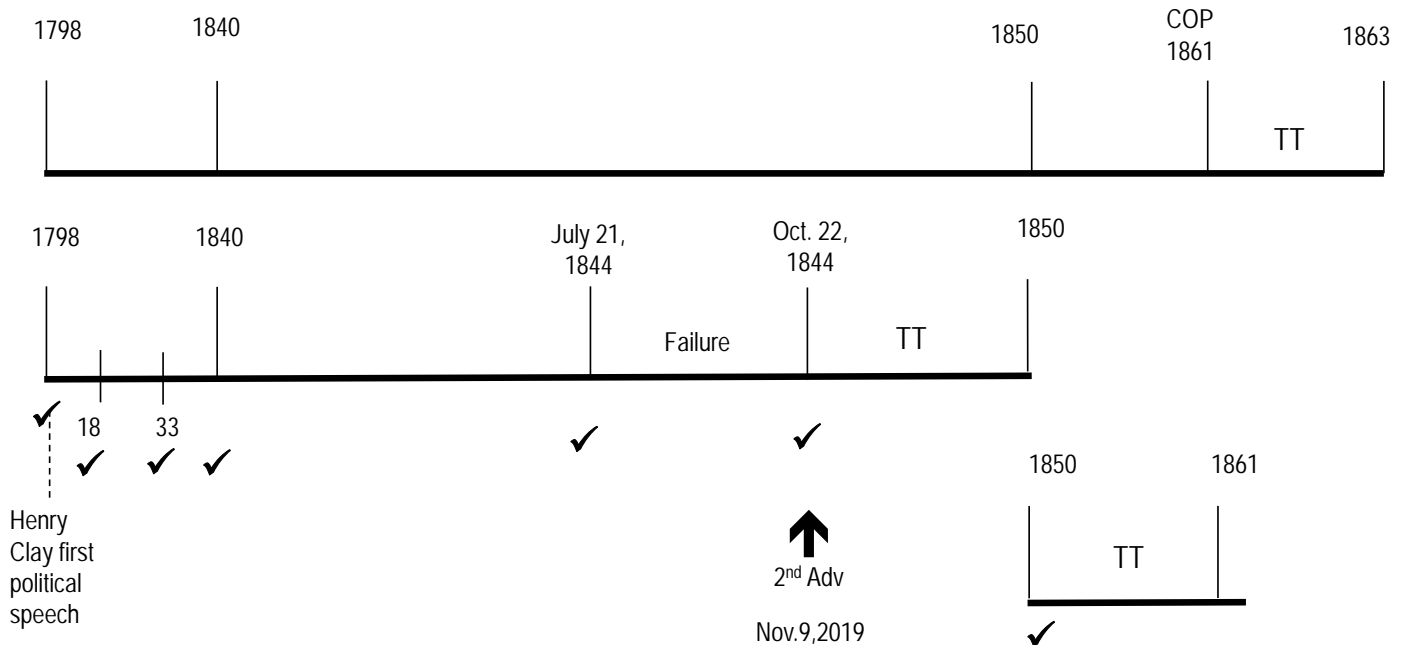 1798
1840
1850
COP
1861
1863
TT
1798
1840
July 21,
1844
Oct. 22,
1844
1850
Failure
TT
18
33
1850
1861
Henry
Clay first
political
speech
TT
2nd Adv
Nov.9,2019